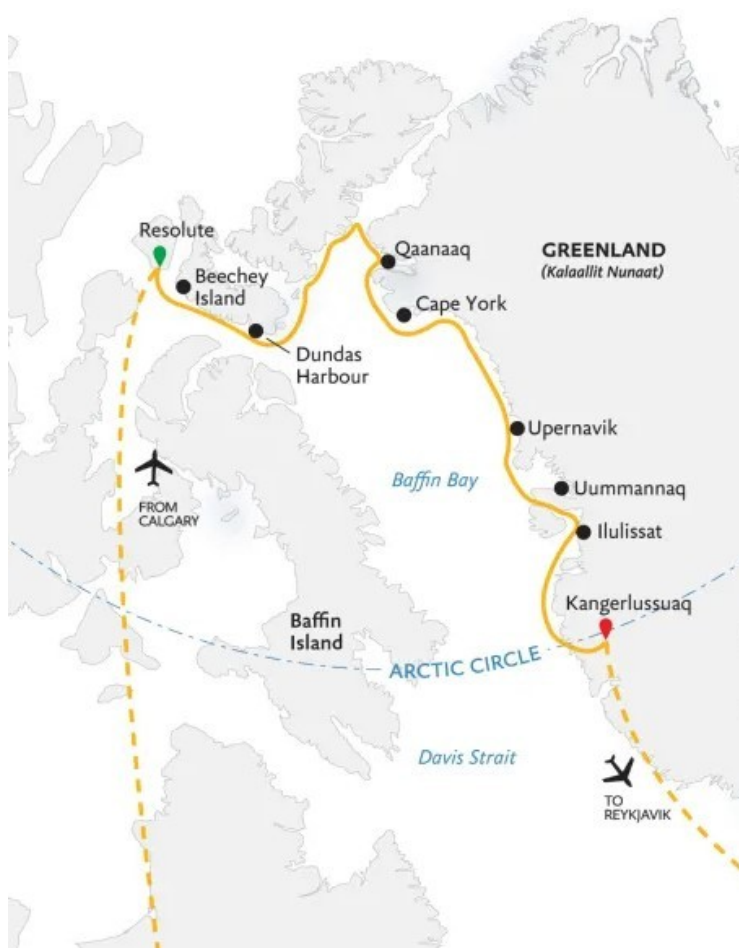 Resolute
Beechey
Island
Qaanaaq
GREENLAND
(Kalaallit Nunaat)
Cape York
Dundas
Harbour
Upernavik
Baffin Bay
Uummannaq
FROM
CALGARY
Ilulissat
Kangerlussuaq
Baffin
Island
ARCTIC CIRCLE
Davis Strait
TO
REYKJAVIK